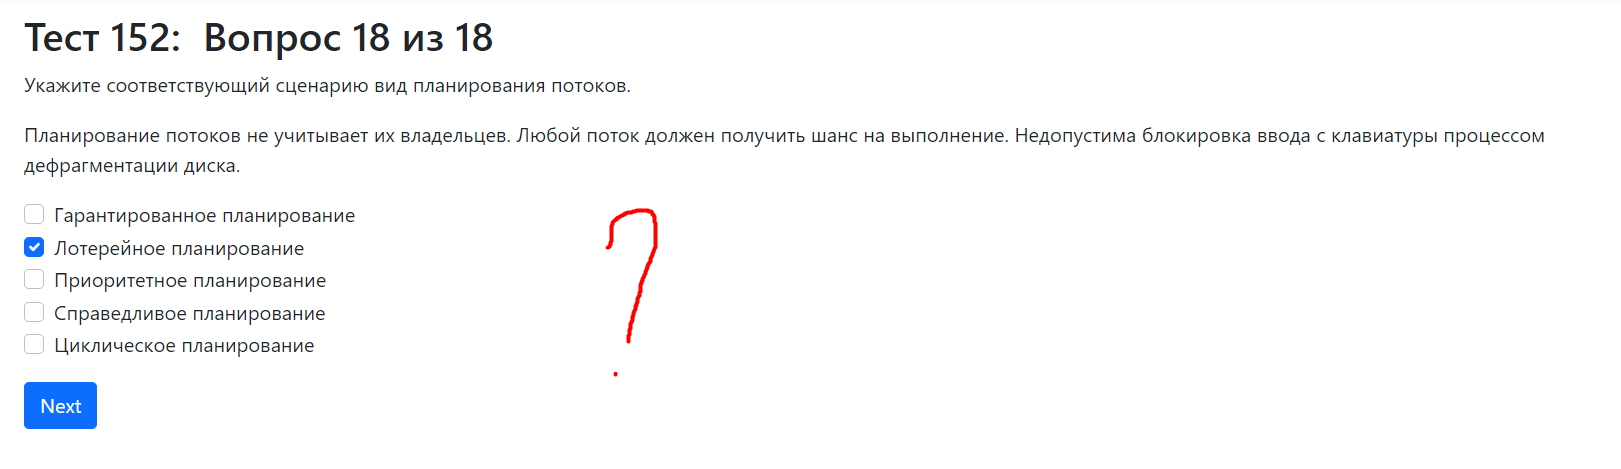 Тест 152: Вопрос 18 из 18
Укажите соответствующий сценарию вид планирования потоков.
Планирование потоков не учитывает их владельцев. Любой поток должен получить шанс на выполнение. Недопустима блокировка ввода с клавиатуры процессом
дефрагментации диска.
Гарантированное планирование
Лотерейное планирование
Приоритетное планирование
Справедливое планирование
Циклическое планирование
?
Next